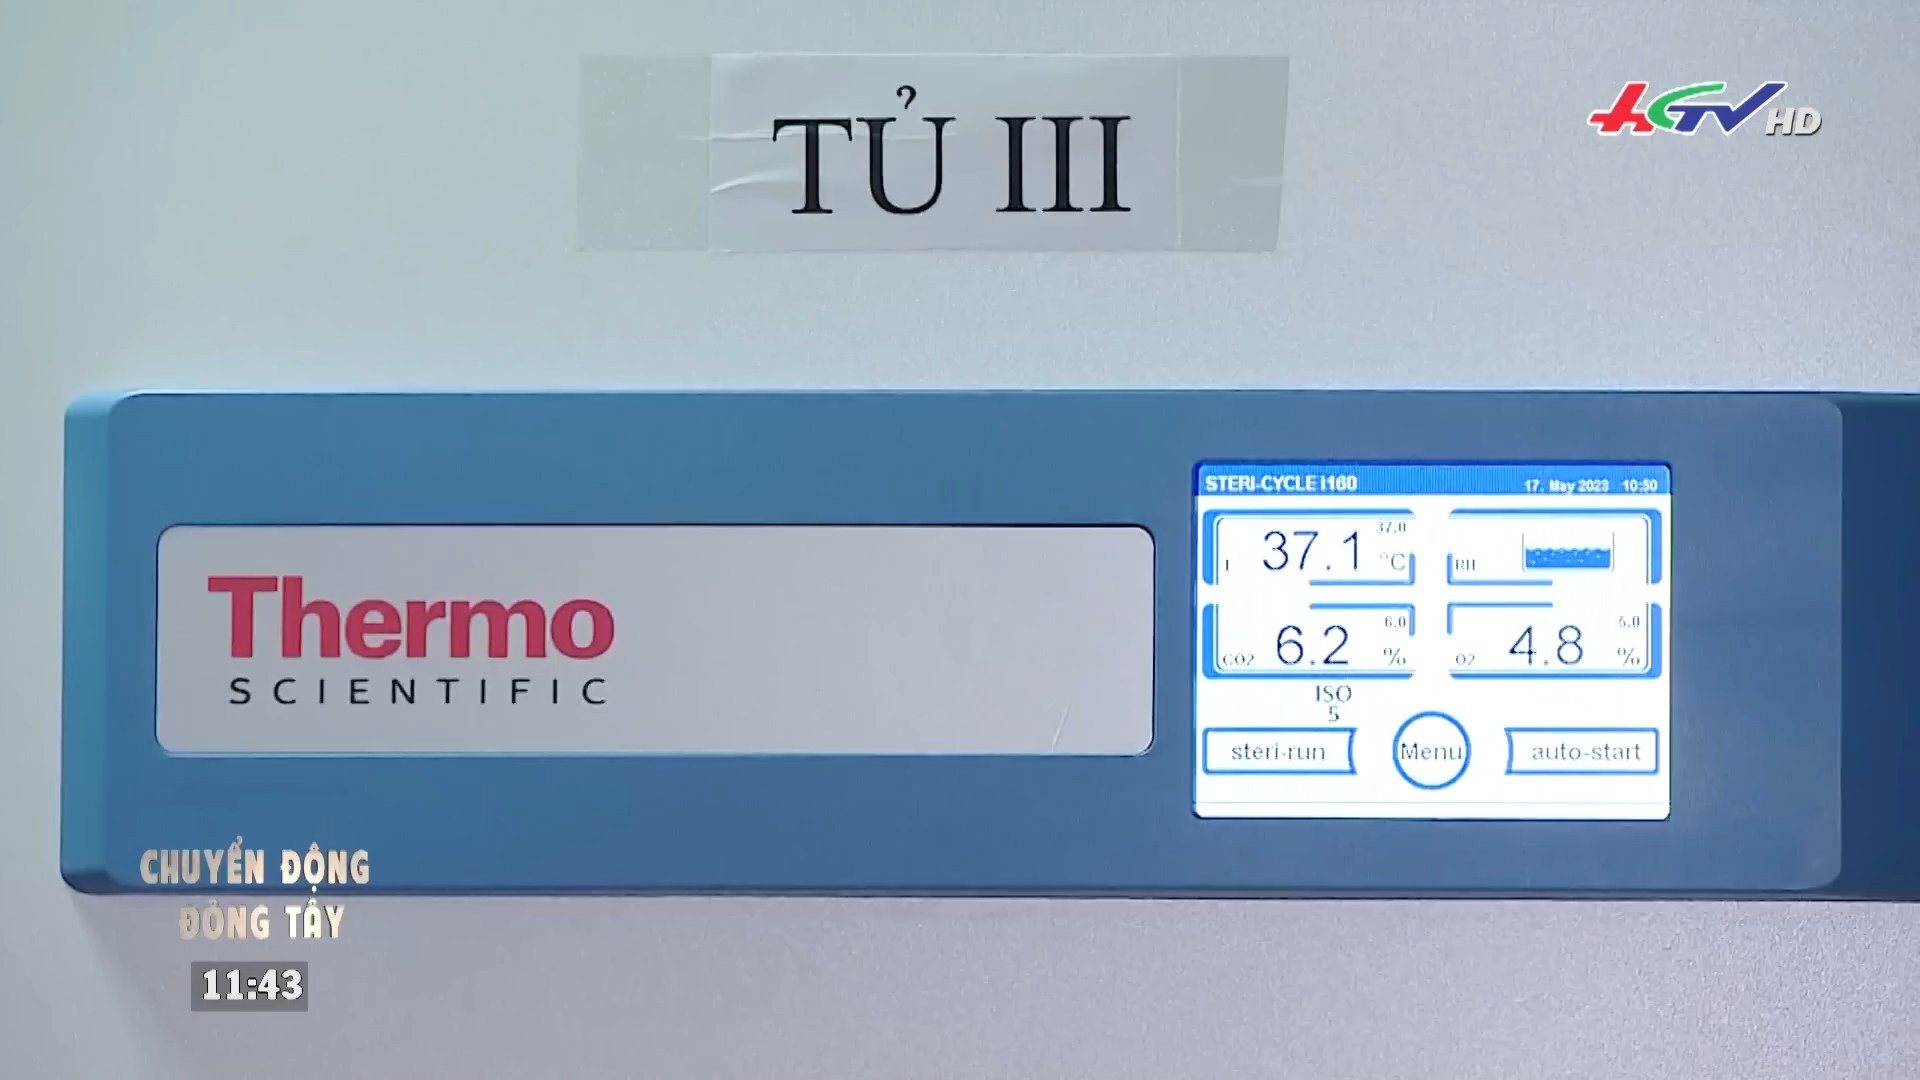 TỦ III
AGTV HD
Thermo
SCIENTIFIC
STERI-CYCLE i160 17. May 2023 10:50
37.0
I 37.1 °C
RH
6.0
CO2 6.2 %
5.0
O2 4.8 %
ISO
5
steri-run Menu auto-start
CHUYỂN ĐỘNG
ĐÔNG TÂY
11:43